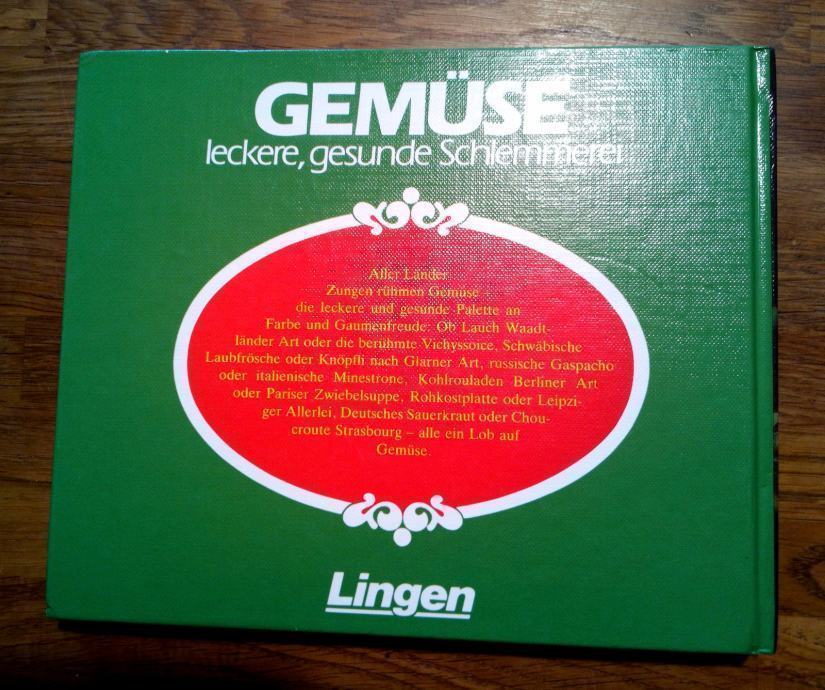 GEMÜSE
leckere, gesunde Schlemmerei
Aller Länder
Zungen rühmen Gemüse
die leckere und gesunde Palette an
Farbe und Gaumenfreude: Ob Lauch Waadt-
länder Art oder die berühmte Vichyssoice, Schwäbische
Laubfrösche oder Knöpfli nach Glarner Art, russische Gaspacho
oder italienische Minestrone, Kohlrouladen Berliner Art
oder Pariser Zwiebelsuppe, Rohkostplatte oder Leipzi-
ger Allerlei, Deutsches Sauerkraut oder Chou-
croute Strasbourg – alle ein Lob auf
Gemüse.
Lingen